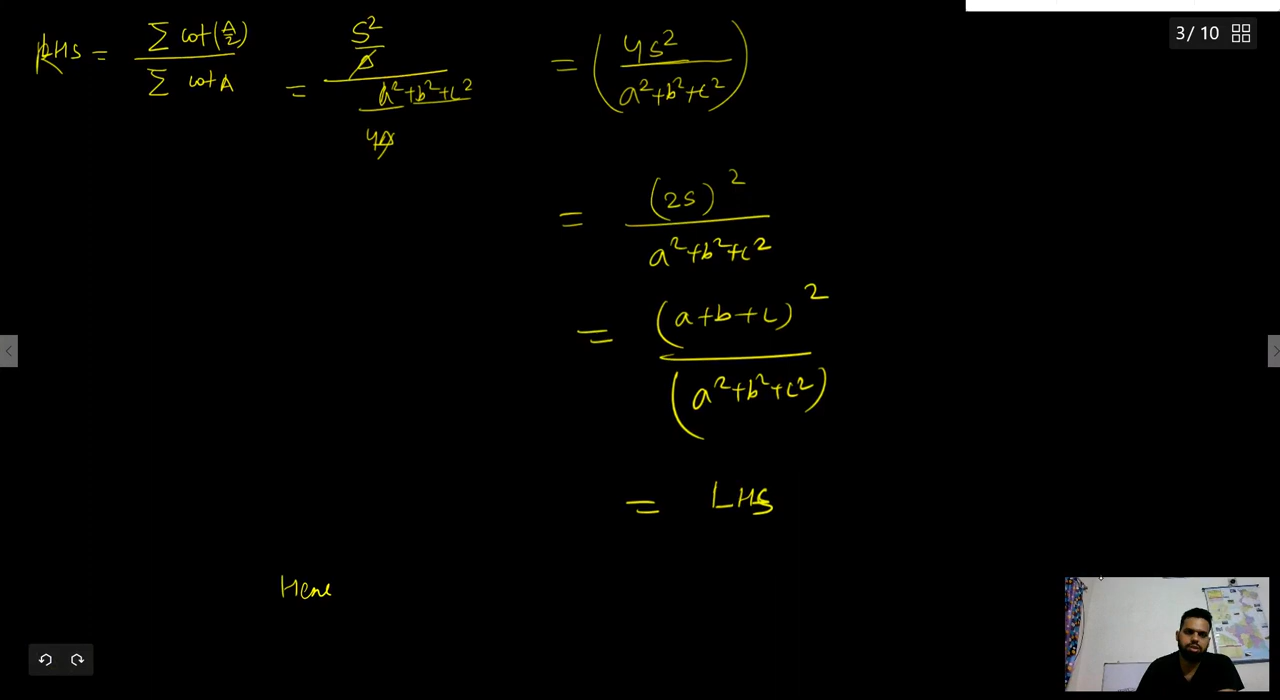 3 / 10
RHS = Σ cot(A/2) / Σ cot A = (S²/Δ) / ((a²+b²+c²)/4Δ) = (4s² / a²+b²+c²)
= (2s)² / a²+b²+c²
= (a+b+c)² / (a²+b²+c²)
= LHS
Hene